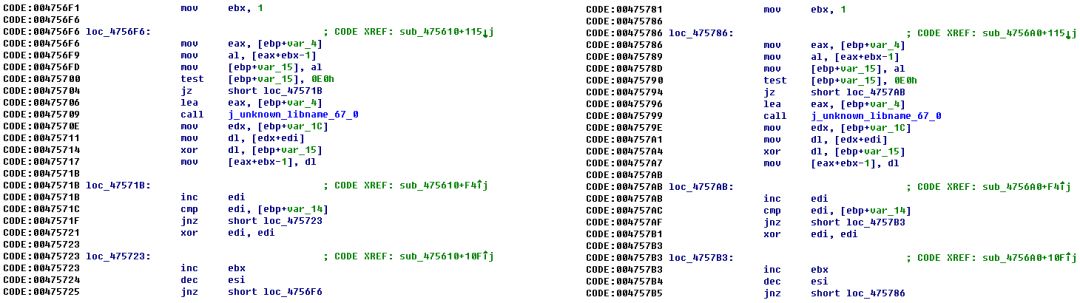 CODE:004756F1 mov ebx, 1
CODE:004756F6
CODE:004756F6 loc_4756F6: ; CODE XREF: sub_475610+115↓j
CODE:004756F6 mov eax, [ebp+var_4]
CODE:004756F9 mov al, [eax+ebx-1]
CODE:004756FD mov [ebp+var_15], al
CODE:00475700 test [ebp+var_15], 0E0h
CODE:00475704 jz short loc_47571B
CODE:00475706 lea eax, [ebp+var_4]
CODE:00475709 call j_unknown_libname_67_0
CODE:0047570E mov edx, [ebp+var_1C]
CODE:00475711 mov dl, [edx+edi]
CODE:00475714 xor dl, [ebp+var_15]
CODE:00475717 mov [eax+ebx-1], dl
CODE:0047571B
CODE:0047571B loc_47571B: ; CODE XREF: sub_475610+F4↑j
CODE:0047571B inc edi
CODE:0047571C cmp edi, [ebp+var_14]
CODE:0047571F jnz short loc_475723
CODE:00475721 xor edi, edi
CODE:00475723
CODE:00475723 loc_475723: ; CODE XREF: sub_475610+10F↑j
CODE:00475723 inc ebx
CODE:00475724 dec esi
CODE:00475725 jnz short loc_4756F6
CODE:00475781 mov ebx, 1
CODE:00475786
CODE:00475786 loc_475786: ; CODE XREF: sub_4756A0+115↓j
CODE:00475786 mov eax, [ebp+var_4]
CODE:00475789 mov al, [eax+ebx-1]
CODE:0047578D mov [ebp+var_15], al
CODE:00475790 test [ebp+var_15], 0E0h
CODE:00475794 jz short loc_4757AB
CODE:00475796 lea eax, [ebp+var_4]
CODE:00475799 call j_unknown_libname_67_0
CODE:0047579E mov edx, [ebp+var_1C]
CODE:004757A1 mov dl, [edx+edi]
CODE:004757A4 xor dl, [ebp+var_15]
CODE:004757A7 mov [eax+ebx-1], dl
CODE:004757AB
CODE:004757AB loc_4757AB: ; CODE XREF: sub_4756A0+F4↑j
CODE:004757AB inc edi
CODE:004757AC cmp edi, [ebp+var_14]
CODE:004757AF jnz short loc_4757B3
CODE:004757B1 xor edi, edi
CODE:004757B3
CODE:004757B3 loc_4757B3: ; CODE XREF: sub_4756A0+10F↑j
CODE:004757B3 inc ebx
CODE:004757B4 dec esi
CODE:004757B5 jnz short loc_475786